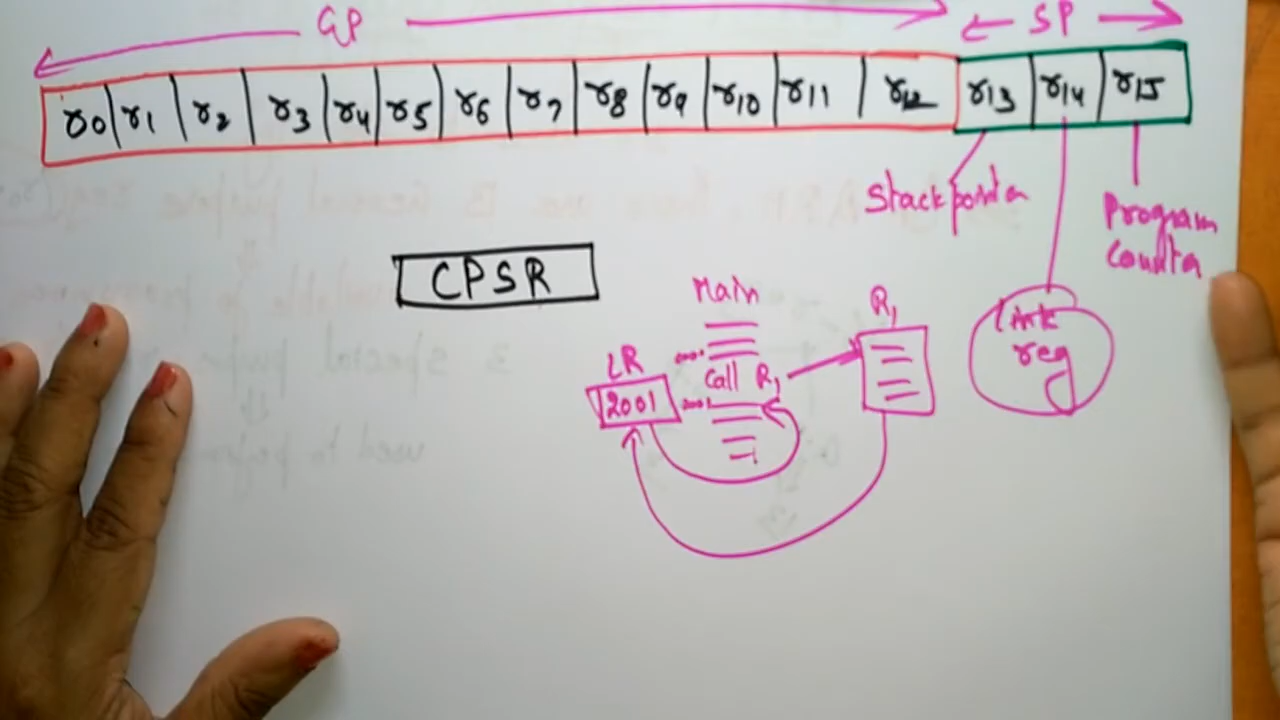 GP
SP
r0 r1 r2 r3 r4 r5 r6 r7 r8 r9 r10 r11 r12 r13 r14 r15
Stack pointer
Program
Counter
Link
reg
CPSR
Main
R1
Call R1
LR
2001
2001